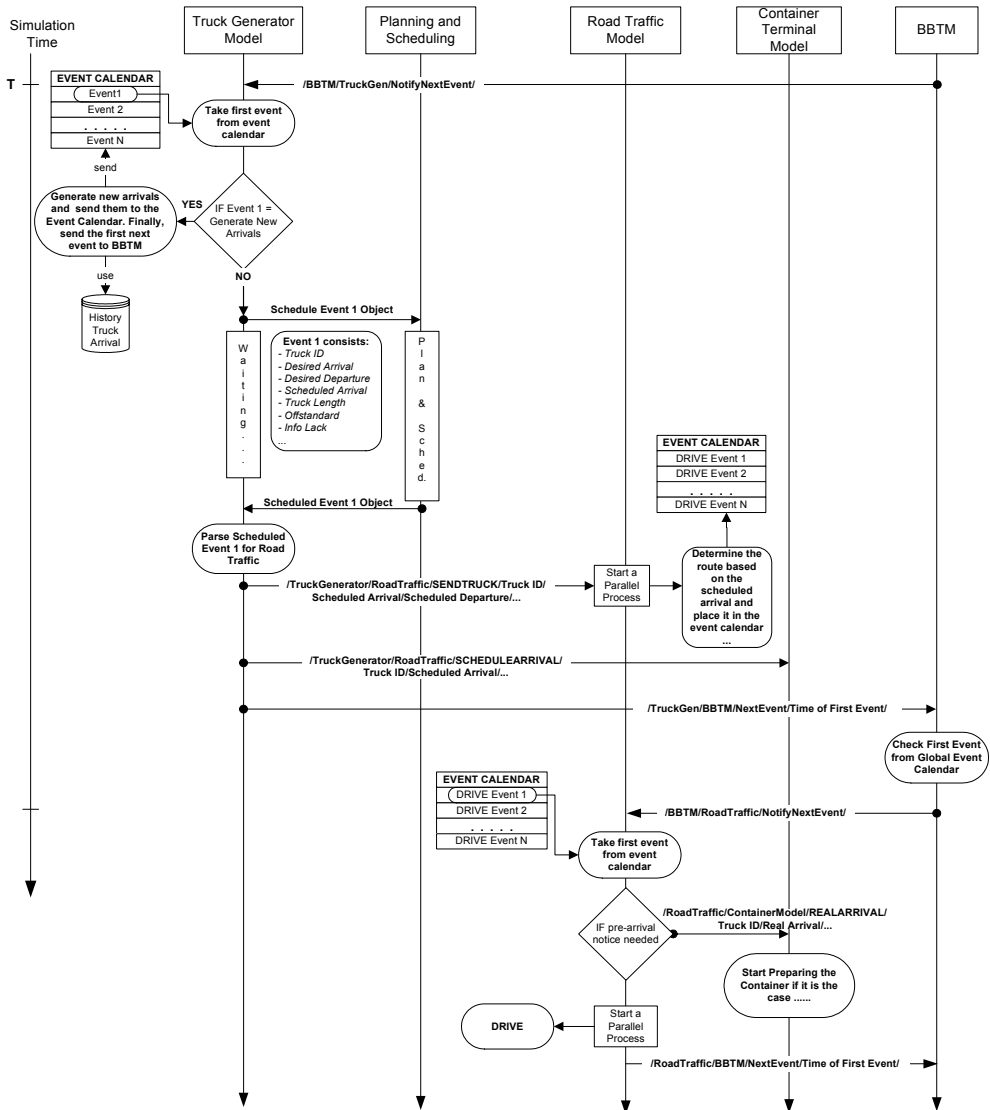 Simulation
Time
Truck Generator
Model
Planning and
Scheduling
Road Traffic
Model
Container
Terminal
Model
BBTM
T
EVENT CALENDAR
Event1
Event 2
. . . . .
Event N
/BBTM/TruckGen/NotifyNextEvent/
Take first event
from event
calendar
send
Generate new arrivals
and send them to the
Event Calendar. Finally,
send the first next
event to BBTM
YES
IF Event 1 =
Generate New
Arrivals
use
NO
History
Truck
Arrival
Schedule Event 1 Object
Waiting...
Event 1 consists:
- Truck ID
- Desired Arrival
- Desired Departure
- Scheduled Arrival
- Truck Length
- Offstandard
- Info Lack
...
Plan & Sched.
Scheduled Event 1 Object
EVENT CALENDAR
DRIVE Event 1
DRIVE Event 2
. . . . .
DRIVE Event N
Parse Scheduled
Event 1 for Road
Traffic
/TruckGenerator/RoadTraffic/SENDTRUCK/Truck ID/
Scheduled Arrival/Scheduled Departure/...
Start a
Parallel
Process
Determine the
route based
on the
scheduled
arrival and
place it in the
event calendar
...
/TruckGenerator/RoadTraffic/SCHEDULEARRIVAL/
Truck ID/Scheduled Arrival/...
/TruckGen/BBTM/NextEvent/Time of First Event/
Check First Event
from Global Event
Calendar
EVENT CALENDAR
DRIVE Event 1
DRIVE Event 2
. . . . .
DRIVE Event N
/BBTM/RoadTraffic/NotifyNextEvent/
Take first event
from event
calendar
/RoadTraffic/ContainerModel/REALARRIVAL/
Truck ID/Real Arrival/...
IF pre-arrival
notice needed
Start Preparing the
Container if it is the
case ......
DRIVE
Start a
Parallel
Process
/RoadTraffic/BBTM/NextEvent/Time of First Event/